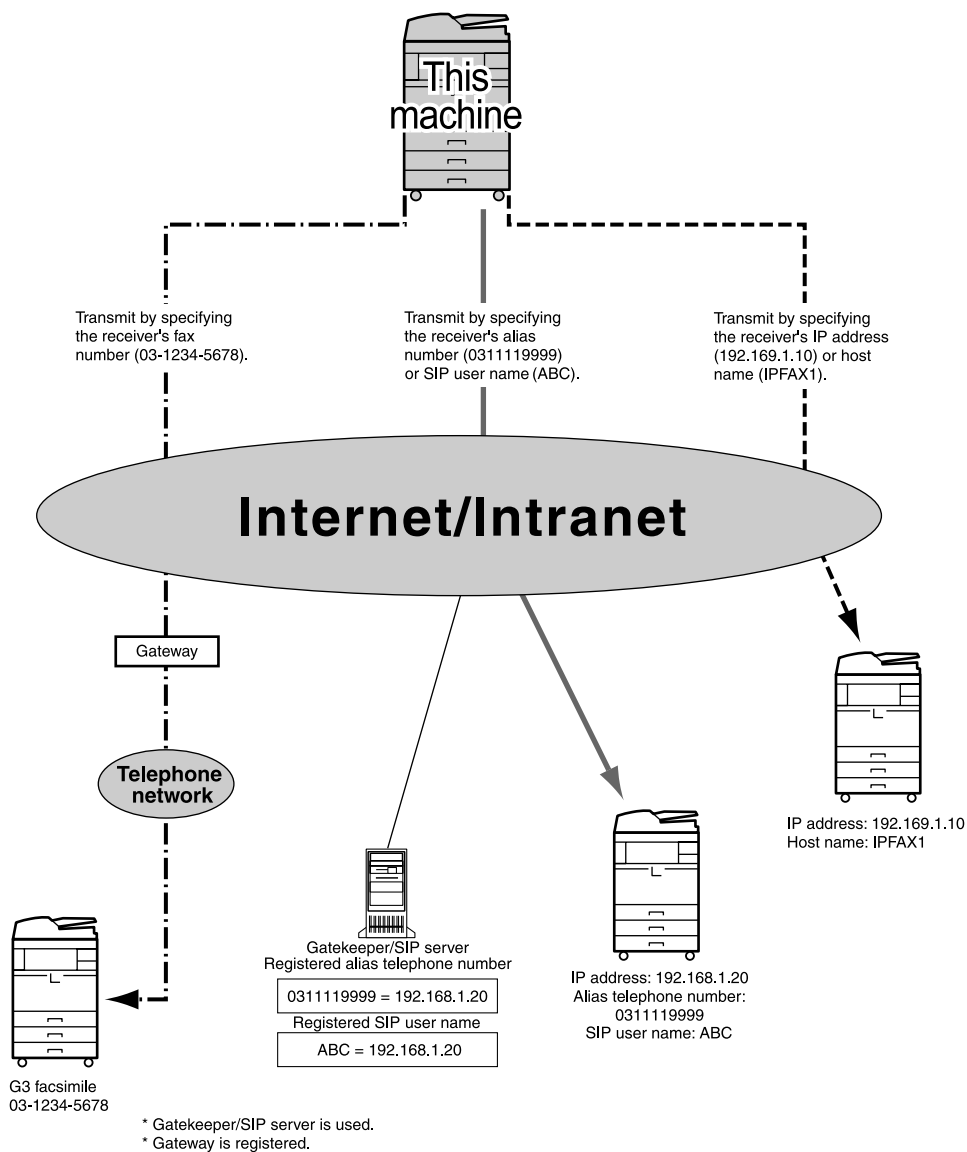 This
machine
Transmit by specifying
the receiver's fax
number (03-1234-5678).
Transmit by specifying
the receiver's alias
number (0311119999)
or SIP user name (ABC).
Transmit by specifying
the receiver's IP address
(192.169.1.10) or host
name (IPFAX1).
Internet/Intranet
Gateway
Telephone
network
IP address: 192.169.1.10
Host name: IPFAX1
Gatekeeper/SIP server
Registered alias telephone number
0311119999 = 192.168.1.20
Registered SIP user name
ABC = 192.168.1.20
IP address: 192.168.1.20
Alias telephone number:
0311119999
SIP user name: ABC
G3 facsimile
03-1234-5678
* Gatekeeper/SIP server is used.
* Gateway is registered.